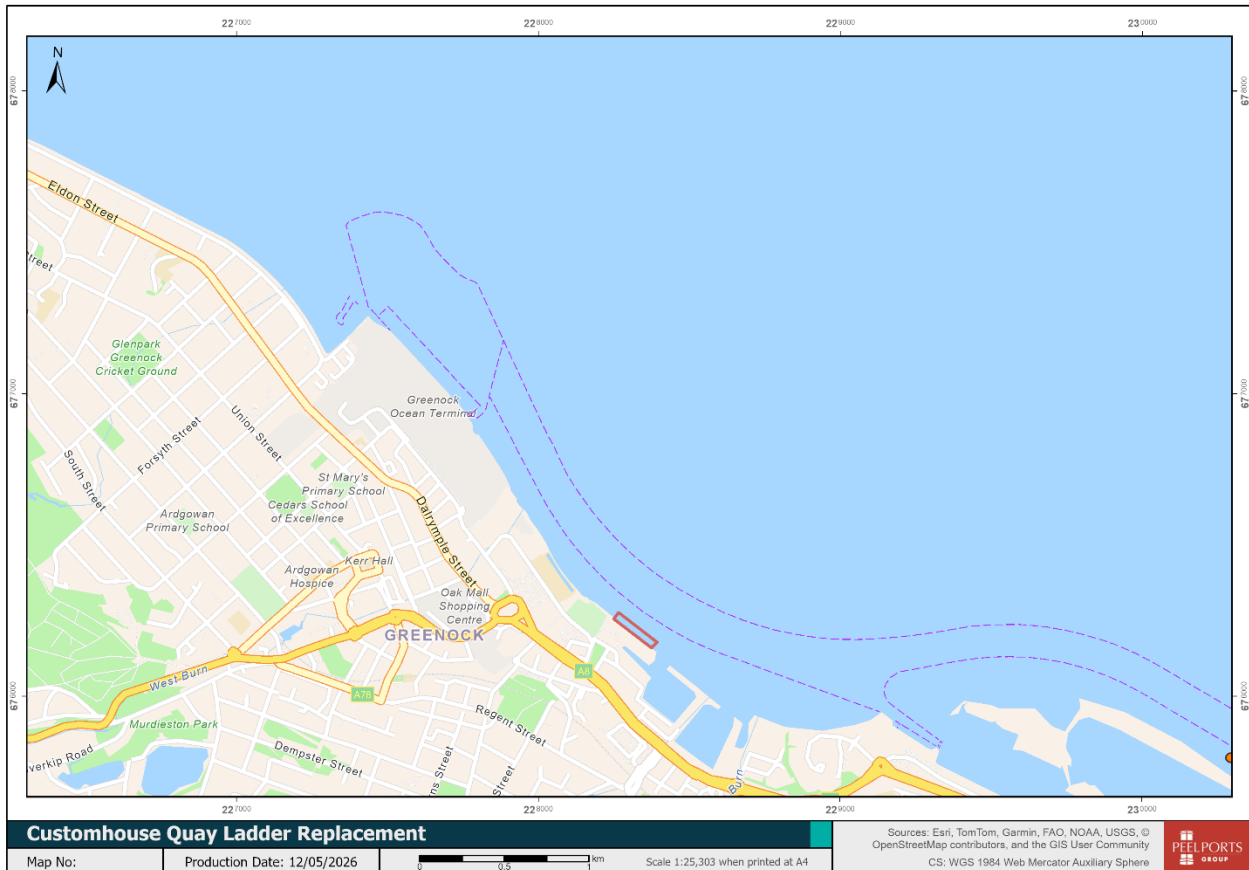 227000 228000 229000 230000
N
678000 678000
Eldon Street
Street
Glenpark
Greenock
Cricket Ground
Greenock
Ocean Terminal
677000 677000
Union Street
Forsyth Street
South Street
St Mary's
Primary School
Cedars School
of Excellence
Dalrymple Street
Ardgowan
Primary School
Kerr Hall
Ardgowan
Hospice
Oak Mall
Shopping
Centre
GREENOCK
A8
West Burn
A78
676000 676000
Regent Street
Murdieston Park
Dempster Street
verkip Road
ns Street
Street
Burn
227000 228000 229000 230000
Customhouse Quay Ladder Replacement
Map No:
Production Date: 12/05/2026
km
0 0.5 1
Scale 1:25,303 when printed at A4
Sources: Esri, TomTom, Garmin, FAO, NOAA, USGS, ©
OpenStreetMap contributors, and the GIS User Community
CS: WGS 1984 Web Mercator Auxiliary Sphere
PEELPORTS
GROUP